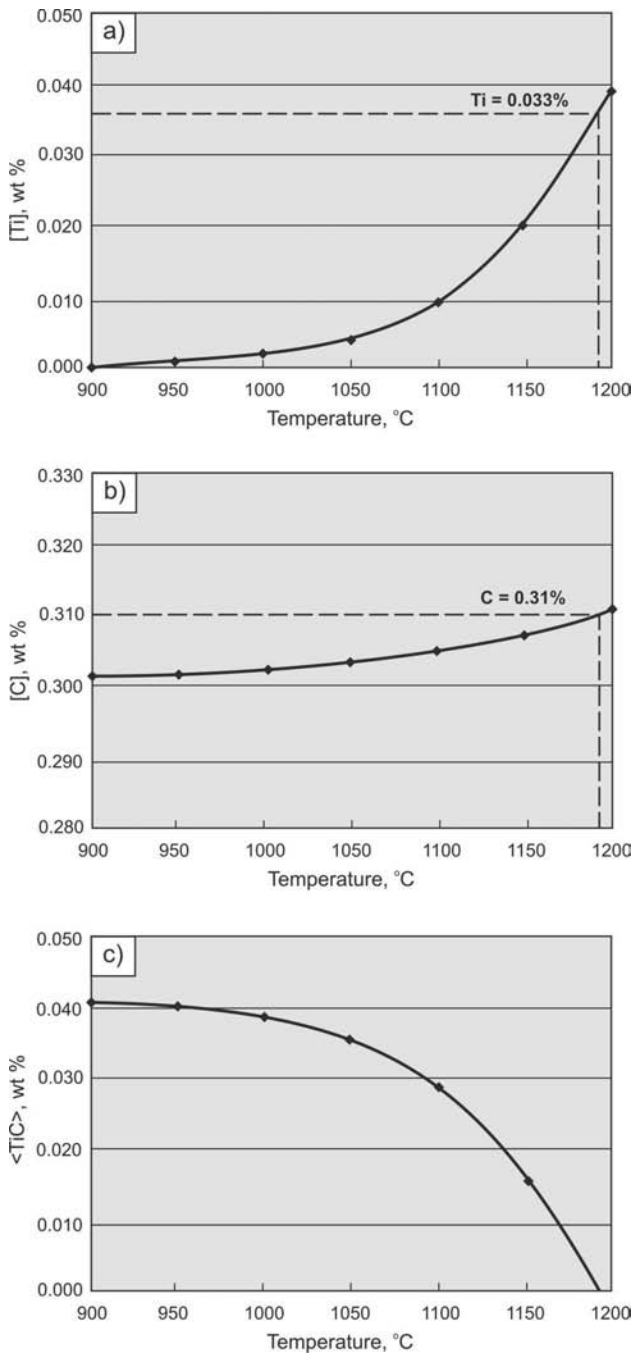 a)
0.050
0.040
0.030
0.020
0.010
0.000
[Ti], wt %
Ti = 0.033%
900 950 1000 1050 1100 1150 1200
Temperature, °C
b)
0.330
0.320
0.310
0.300
0.290
0.280
[C], wt %
C = 0.31%
900 950 1000 1050 1100 1150 1200
Temperature, °C
c)
0.050
0.040
0.030
0.020
0.010
0.000
<TiC>, wt %
900 950 1000 1050 1100 1150 1200
Temperature, °C